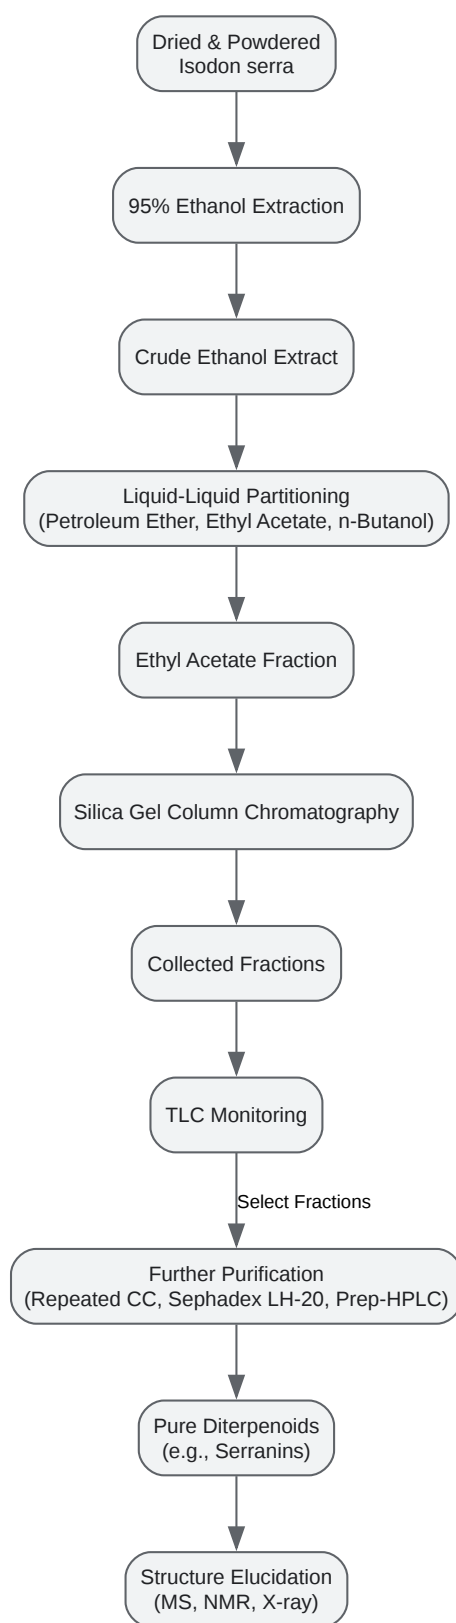 Dried & Powdered
Isodon serra
95% Ethanol Extraction
Crude Ethanol Extract
Liquid-Liquid Partitioning
(Petroleum Ether, Ethyl Acetate, n-Butanol)
Ethyl Acetate Fraction
Silica Gel Column Chromatography
Collected Fractions
TLC Monitoring
Select Fractions
Further Purification
(Repeated CC, Sephadex LH-20, Prep-HPLC)
Pure Diterpenoids
(e.g., Serranins)
Structure Elucidation
(MS, NMR, X-ray)